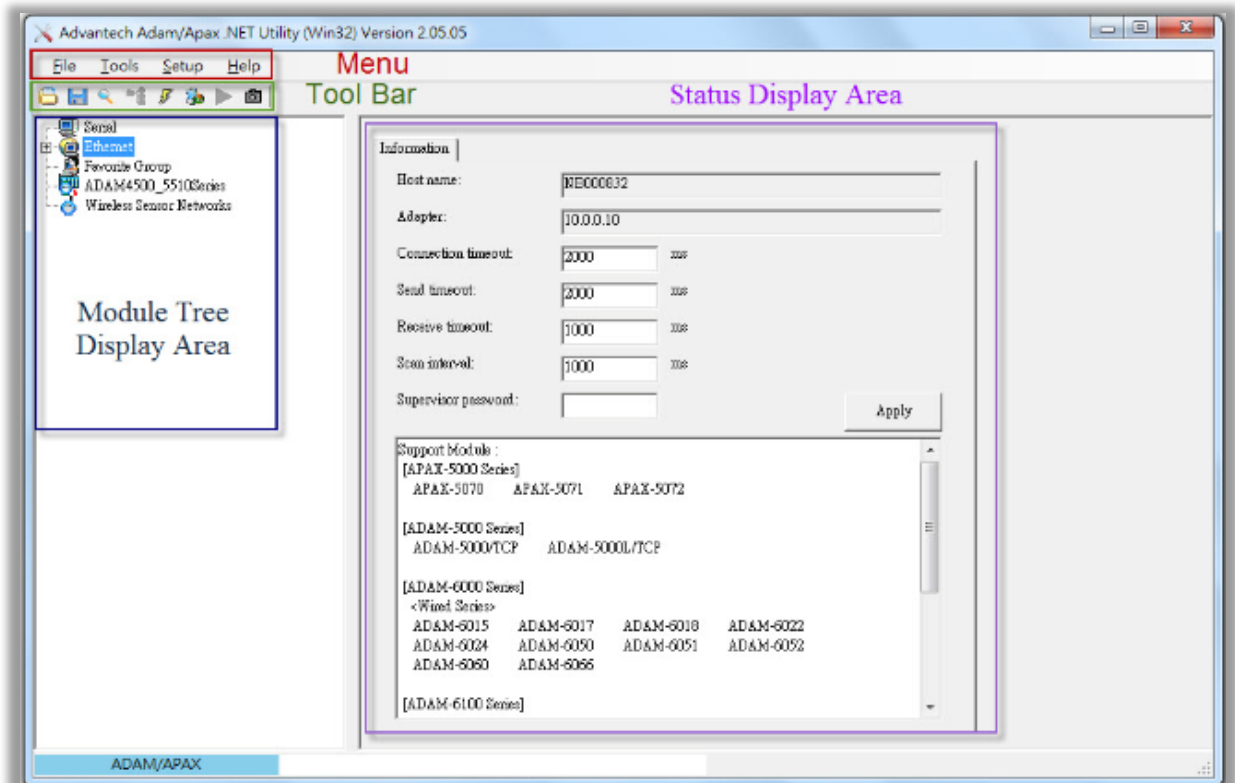 Advantech Adam/Apax .NET Utility (Win32) Version 2.05.05
File Tools Setup Help
Menu
Tool Bar
Status Display Area
Serial
Ethernet
Favorite Group
ADAM4500_5510Series
Wireless Sensor Networks
Module Tree
Display Area
Information
Host name: NB000832
Adapter: 10.0.0.10
Connection timeout: 2000 ms
Send timeout: 2000 ms
Receive timeout: 1000 ms
Scan interval: 1000 ms
Supervisor password:
Apply
Support Module :
[APAX-5000 Series]
APAX-5070 APAX-5071 APAX-5072
[ADAM-5000 Series]
ADAM-5000/TCP ADAM-5000L/TCP
[ADAM-6000 Series]
<Wired Series>
ADAM-6015 ADAM-6017 ADAM-6018 ADAM-6022
ADAM-6024 ADAM-6050 ADAM-6051 ADAM-6052
ADAM-6060 ADAM-6066
[ADAM-6100 Series]
ADAM/APAX